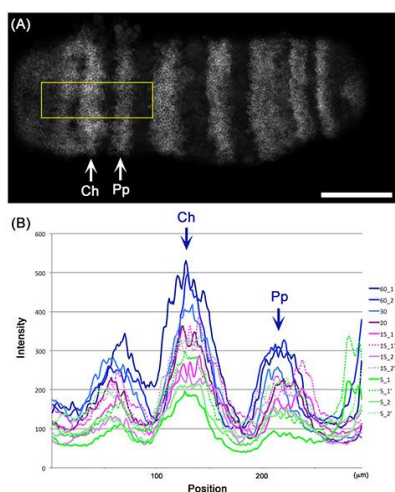 (A)
Ch
Pp
(B)
Ch
Pp
600
500
400
300
200
100
0
Intensity
100
200
(μm)
Position
60_1
60_2
30
20
15_1
15_1'
15_2
15_2'
5_1
5_1'
5_2
5_2'